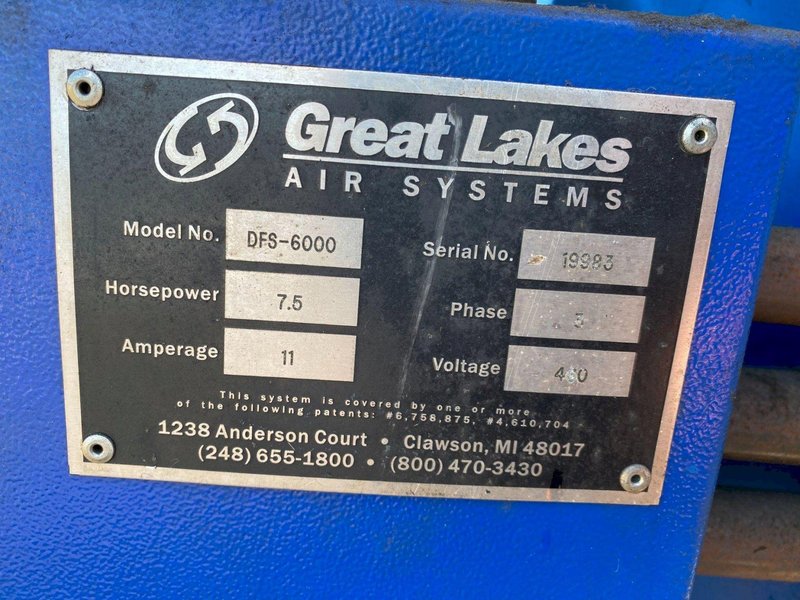 Great Lakes
AIR SYSTEMS
Model No. DFS-6000
Serial No. 19983
Horsepower 7.5
Phase 3
Amperage 11
Voltage 460
This system is covered by one or more
of the following patents: #6,758,875, #4,610,704
1238 Anderson Court • Clawson, MI 48017
(248) 655-1800 • (800) 470-3430